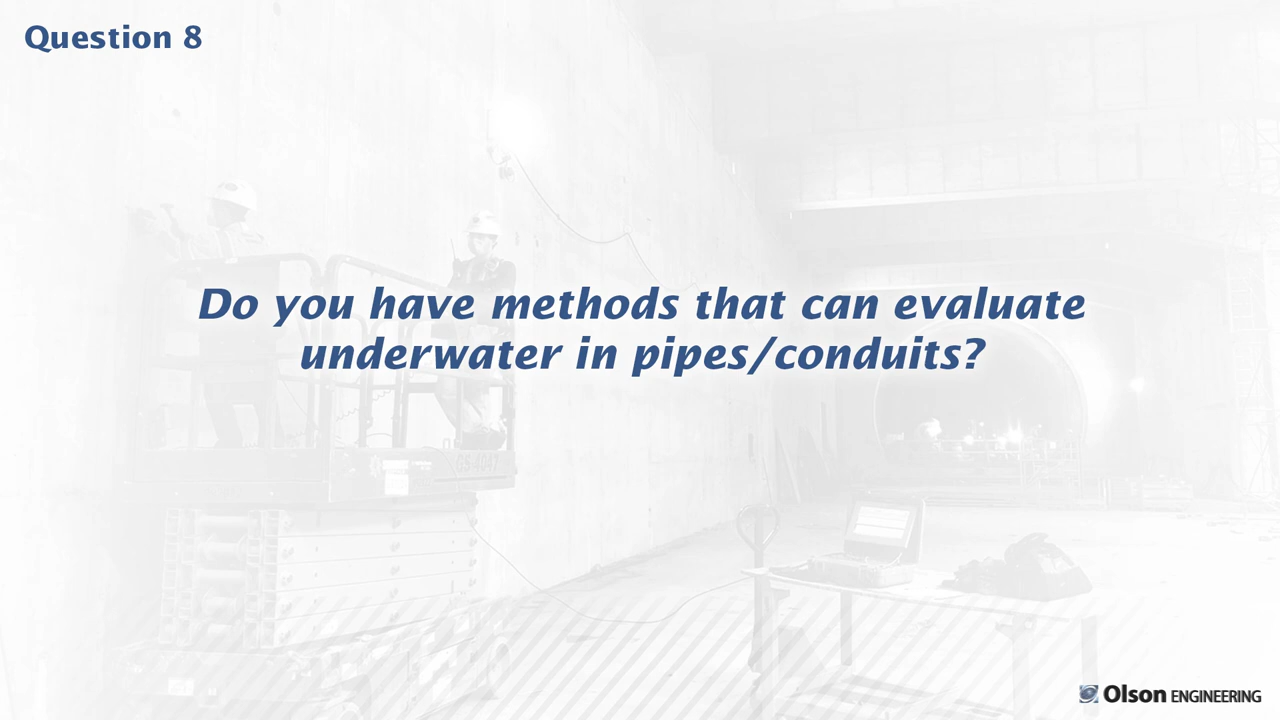 Question 8
Do you have methods that can evaluate
underwater in pipes/conduits?
Olson ENGINEERING